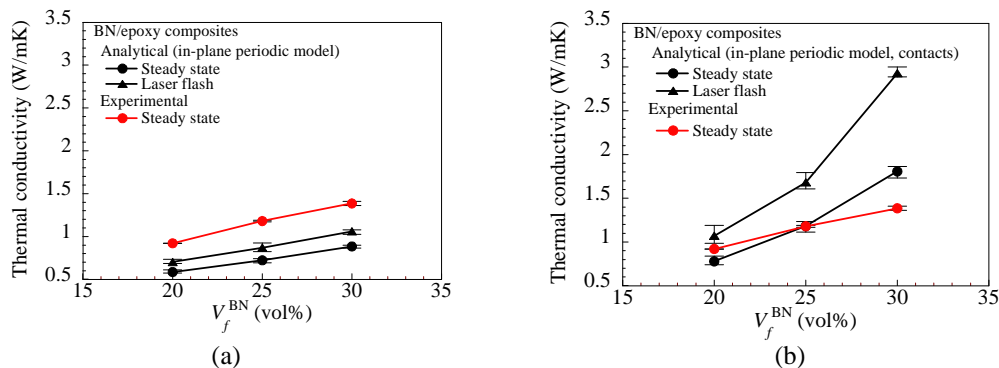 BN/epoxy composites
Analytical (in-plane periodic model)
Steady state
Laser flash
Experimental
Steady state
Thermal conductivity (W/mK)
3.5
3
2.5
2
1.5
1
0.5
15 20 25 30 35
V_f^BN (vol%)
(a)
BN/epoxy composites
Analytical (in-plane periodic model, contacts)
Steady state
Laser flash
Experimental
Steady state
Thermal conductivity (W/mK)
3.5
3
2.5
2
1.5
1
0.5
15 20 25 30 35
V_f^BN (vol%)
(b)